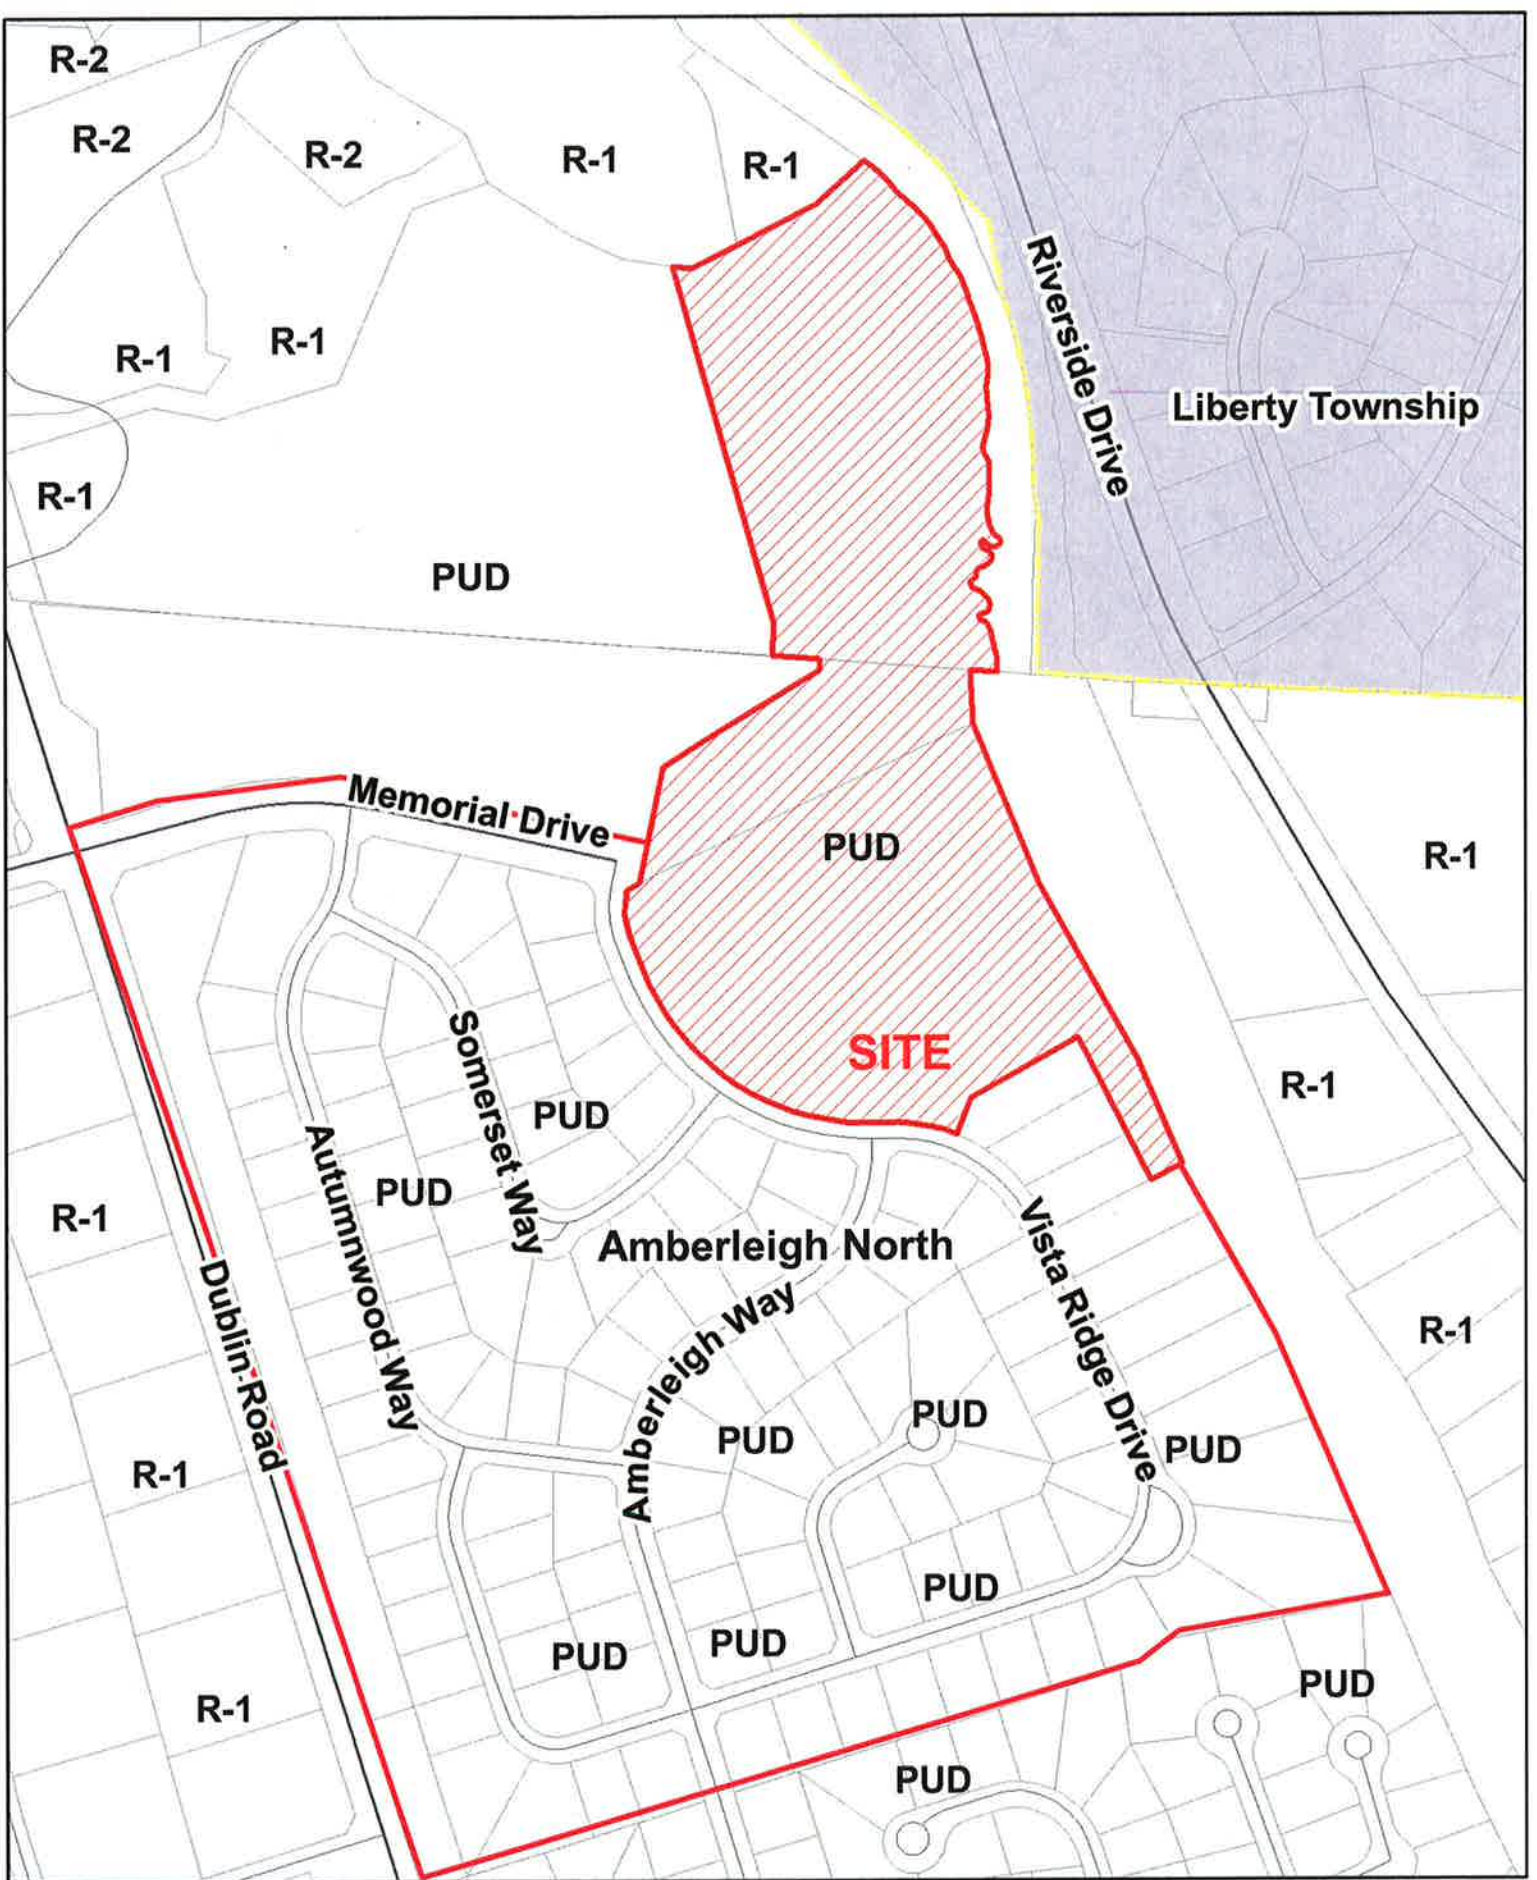 R-2
R-2
R-2
R-1
R-1
Riverside Drive
R-1
R-1
Liberty Township
R-1
PUD
Memorial Drive
PUD
R-1
Somerset Way
SITE
R-1
PUD
Autumnwood Way
PUD
R-1
Amberleigh North
Vista Ridge Drive
Dublin Road
Amberleigh Way
R-1
PUD
PUD
PUD
R-1
PUD
PUD
PUD
PUD
R-1
PUD